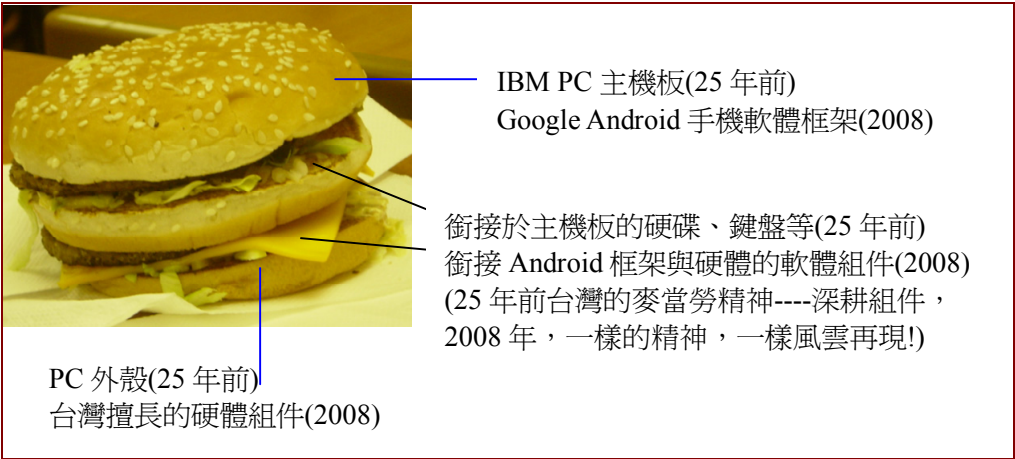 IBM PC 主機板(25 年前)
Google Android 手機軟體框架(2008)
銜接於主機板的硬碟、鍵盤等(25 年前)
銜接 Android 框架與硬體的軟體組件(2008)
(25 年前台灣的麥當勞精神----深耕組件，
2008 年，一樣的精神，一樣風雲再現!)
PC 外殼(25 年前)
台灣擅長的硬體組件(2008)